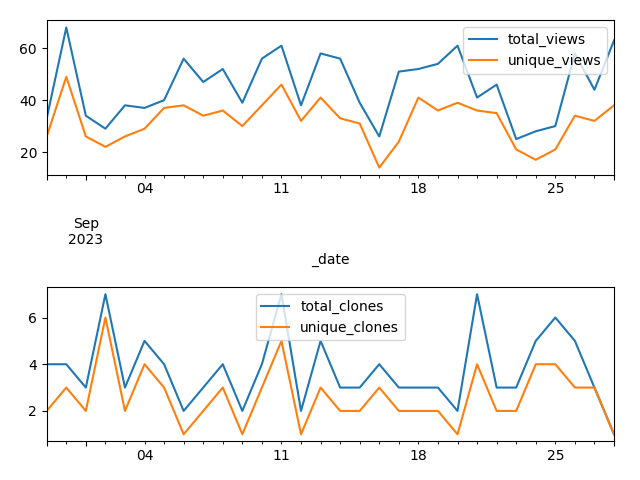 60
40
20
total_views
unique_views
04
11
18
25
Sep
2023
_date
6
4
2
total_clones
unique_clones
04
11
18
25